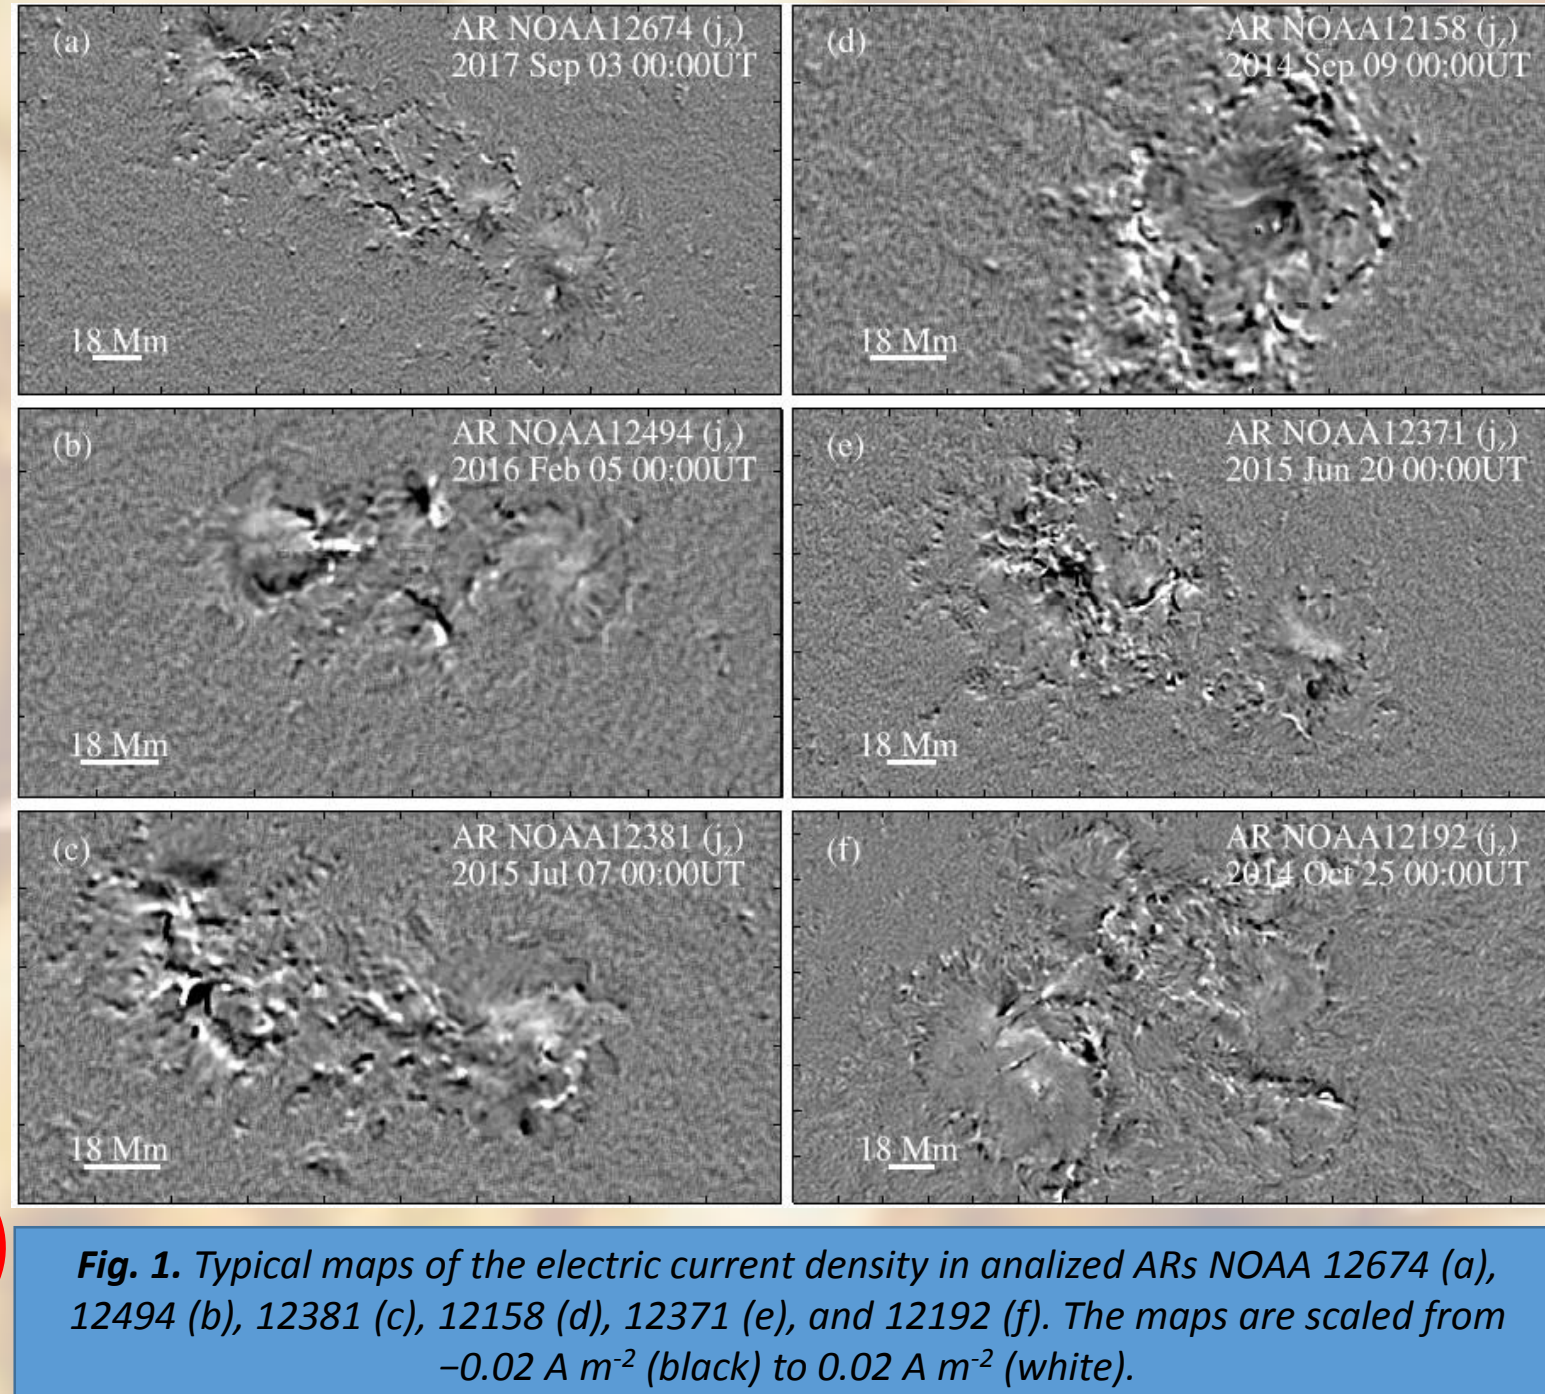 (a)
AR NOAA12674 (jz)
2017 Sep 03 00:00UT
18 Mm
(d)
AR NOAA12158 (jz)
2014 Sep 09 00:00UT
18 Mm
(b)
AR NOAA12494 (jz)
2016 Feb 05 00:00UT
18 Mm
(e)
AR NOAA12371 (jz)
2015 Jun 20 00:00UT
18 Mm
(c)
AR NOAA12381 (jz)
2015 Jul 07 00:00UT
18 Mm
(f)
AR NOAA12192 (jz)
2014 Oct 25 00:00UT
18 Mm
Fig. 1. Typical maps of the electric current density in analized ARs NOAA 12674 (a),
12494 (b), 12381 (c), 12158 (d), 12371 (e), and 12192 (f). The maps are scaled from
−0.02 A m-2 (black) to 0.02 A m-2 (white).